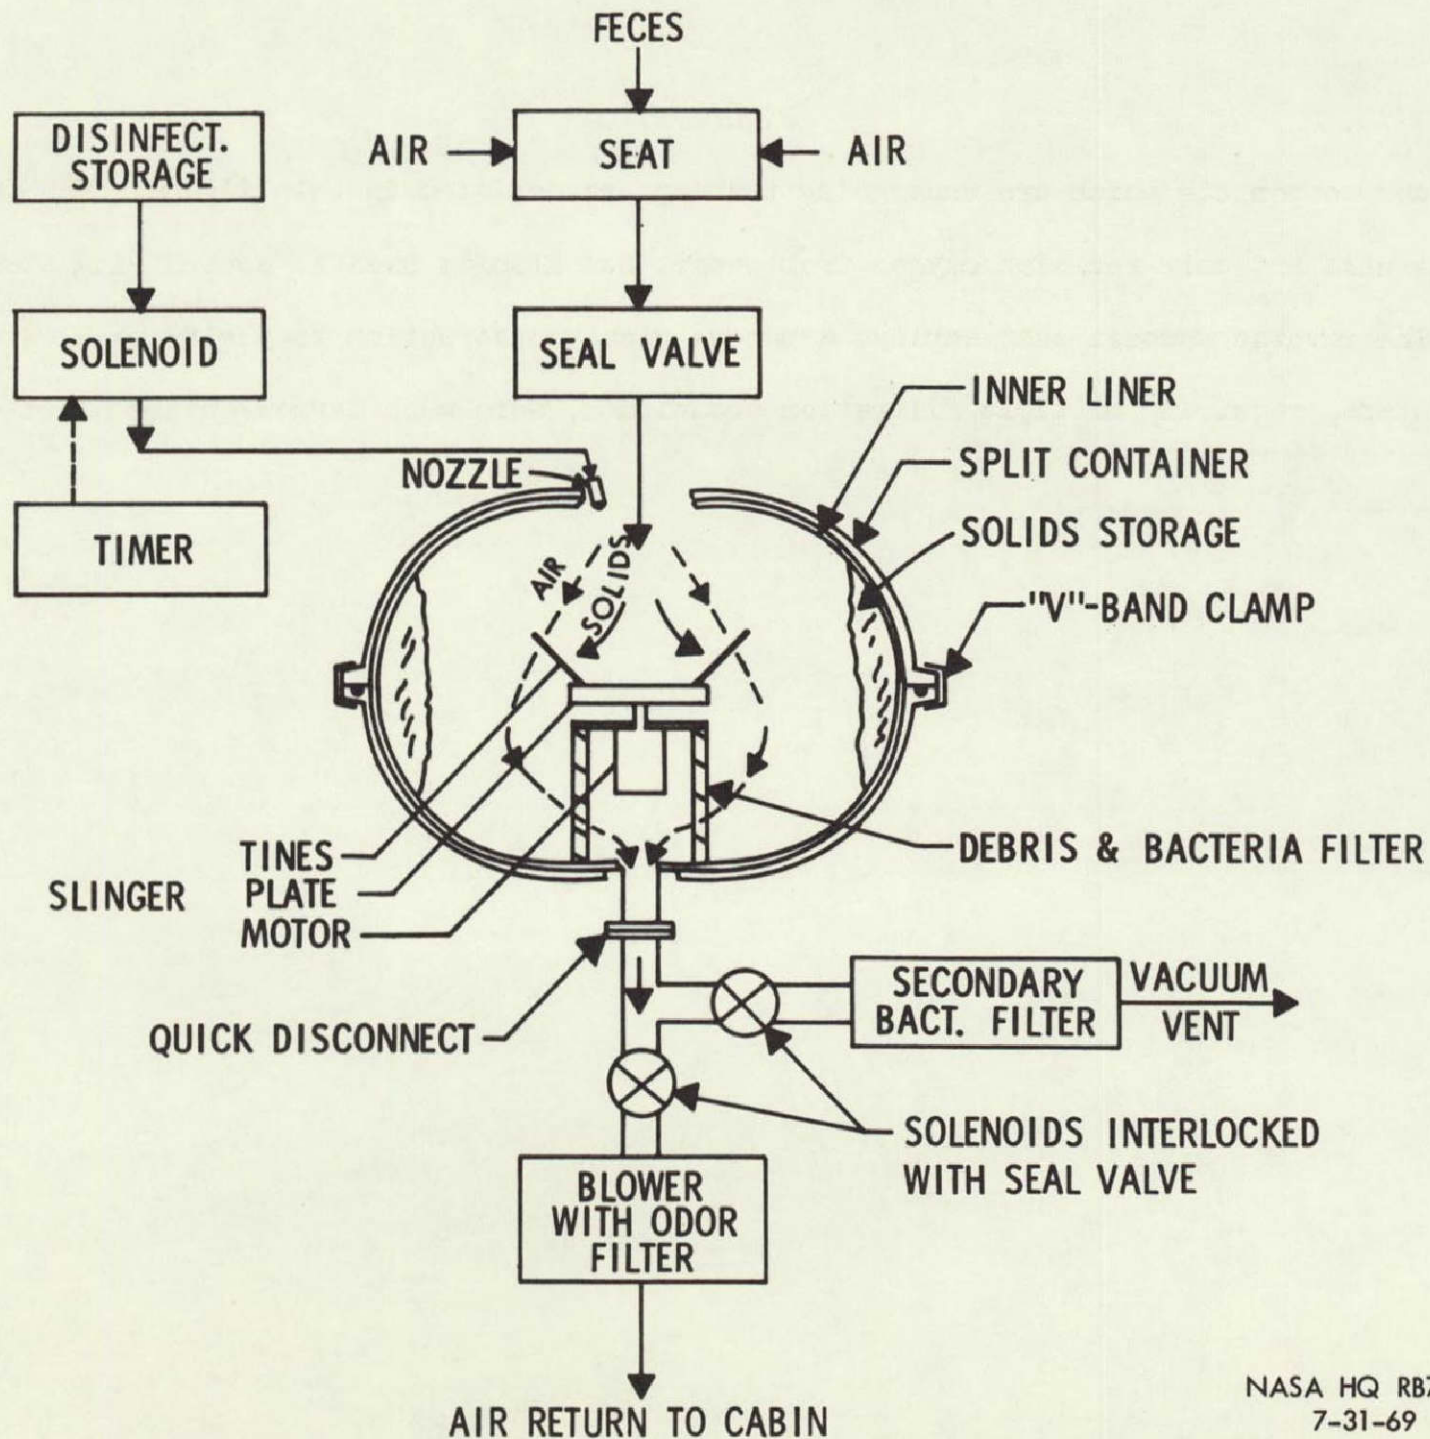 FECES
DISINFECT.
STORAGE
AIR
SEAT
AIR
SOLENOID
SEAL VALVE
INNER LINER
NOZZLE
SPLIT CONTAINER
TIMER
SOLIDS STORAGE
AIR
SOLIDS
"V"-BAND CLAMP
TINES
DEBRIS & BACTERIA FILTER
SLINGER PLATE
MOTOR
SECONDARY
BACT. FILTER
VACUUM
VENT
QUICK DISCONNECT
SOLENOIDS INTERLOCKED
WITH SEAL VALVE
BLOWER
WITH ODOR
FILTER
AIR RETURN TO CABIN
NASA HQ
7-31-69